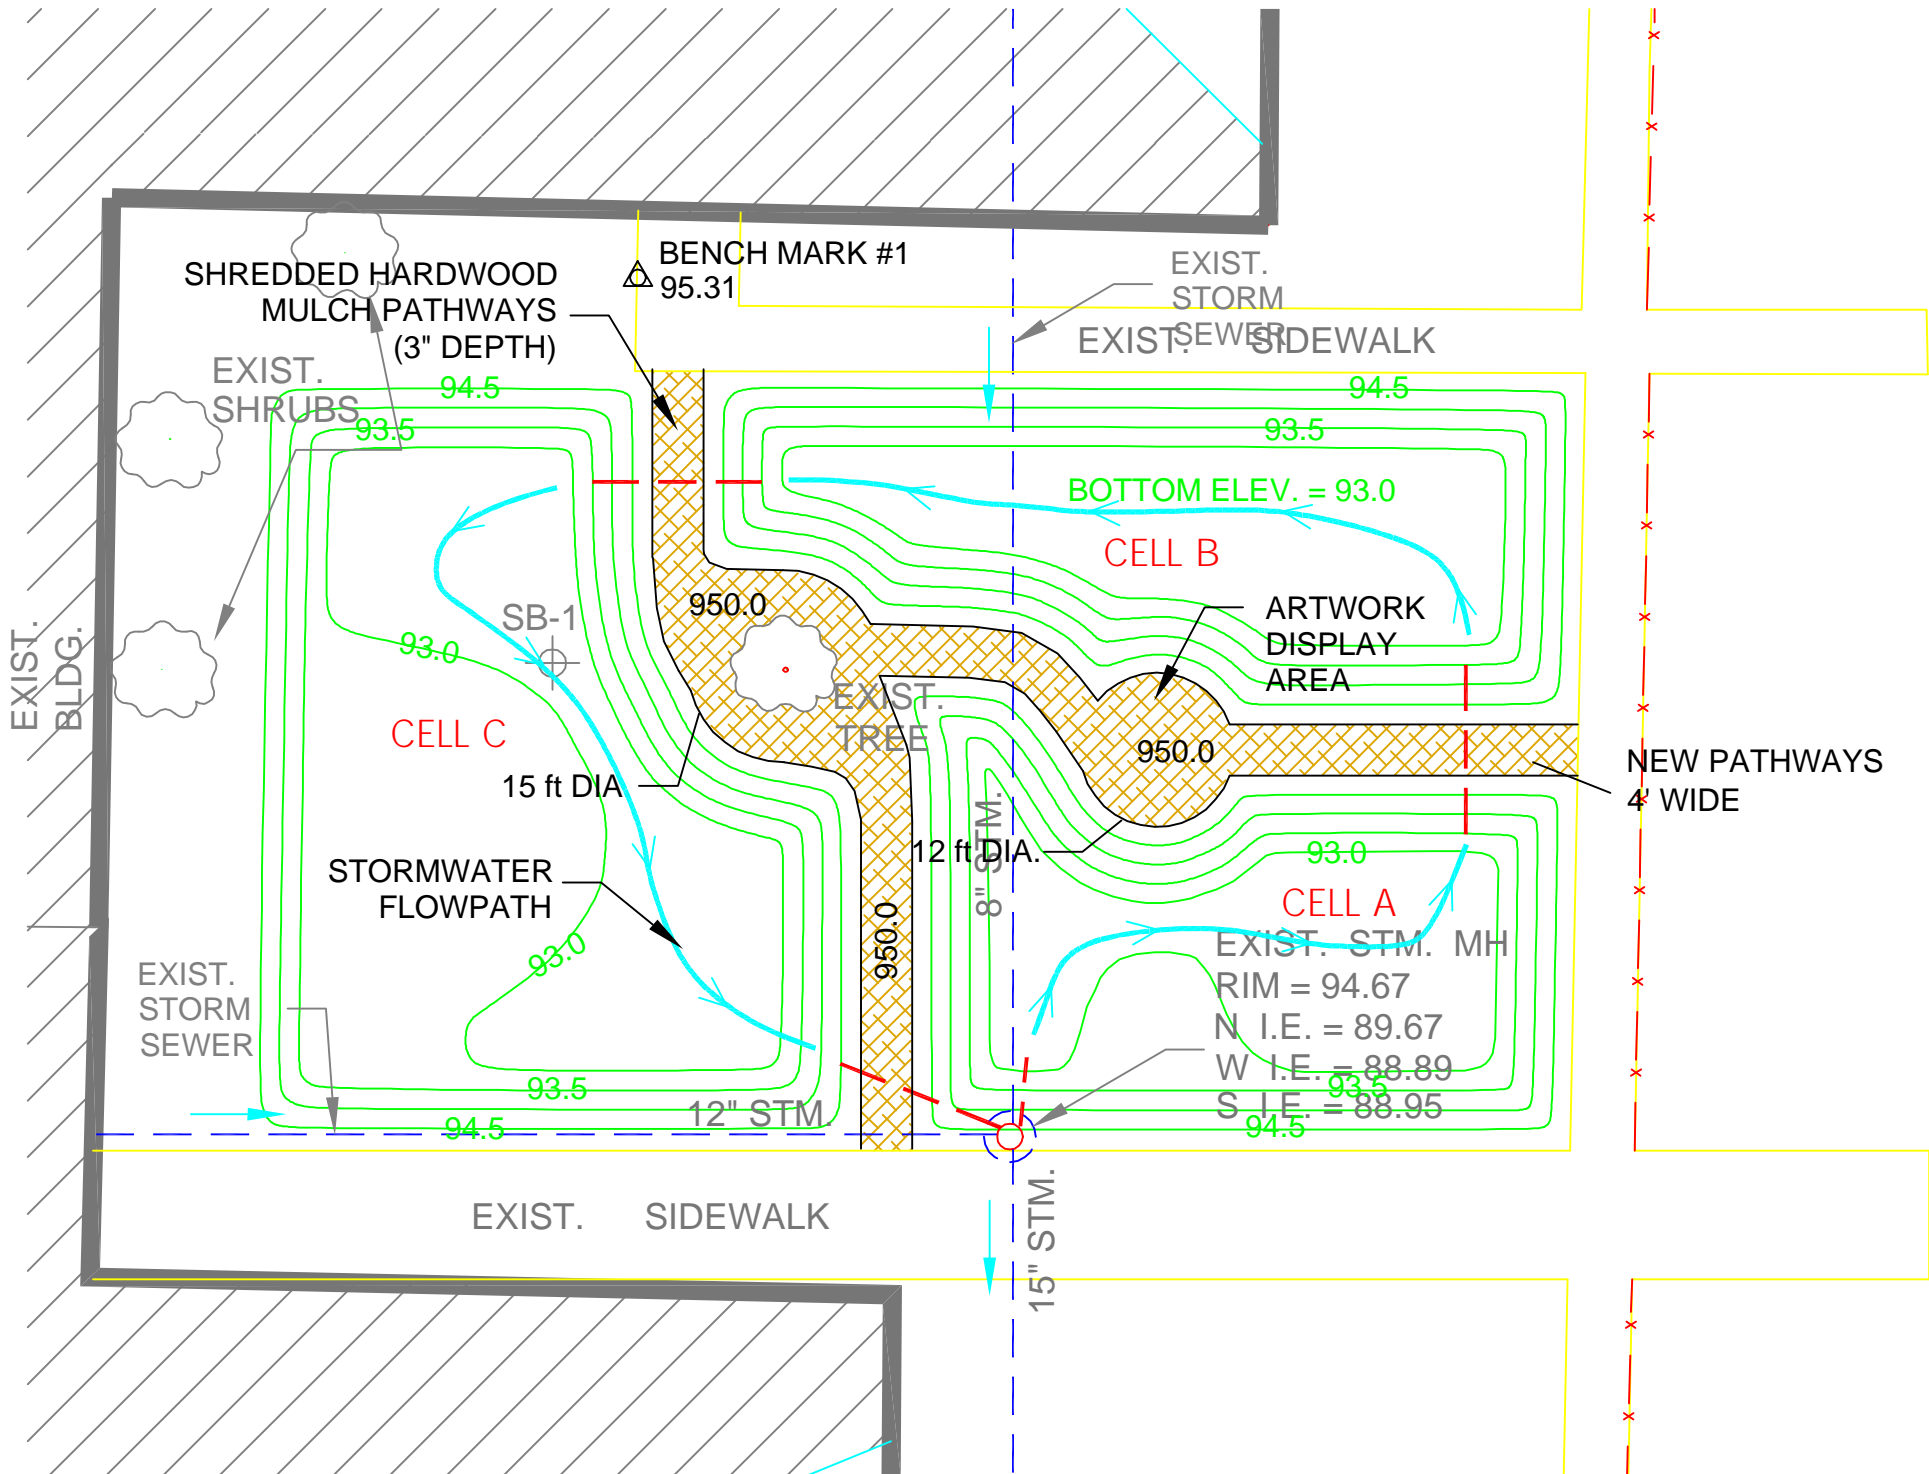 BENCH MARK #1
95.31
SHREDDED HARDWOOD
MULCH PATHWAYS
(3" DEPTH)
EXIST.
STORM
SEWER
EXIST. SIDEWALK
EXIST.
SHRUBS
94.5
93.5
94.5
93.5
BOTTOM ELEV. = 93.0
CELL B
950.0
SB-1
93.0
ARTWORK
DISPLAY
AREA
EXIST.
BLDG.
EXIST.
TREE
CELL C
950.0
NEW PATHWAYS
4' WIDE
15 ft DIA
8" STM.
12 ft DIA.
93.0
STORMWATER
FLOWPATH
CELL A
950.0
93.0
EXIST. STM. MH
RIM = 94.67
N I.E. = 89.67
W I.E. = 88.89
S I.E. = 88.95
EXIST.
STORM
SEWER
93.5
93.5
12" STM.
94.5
94.5
EXIST. SIDEWALK
15" STM.